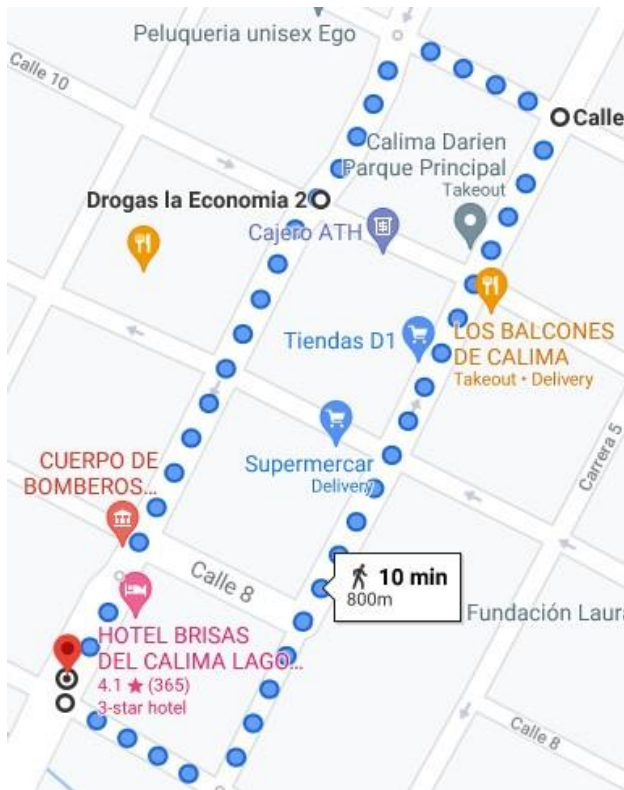 Peluqueria unisex Ego
Calle 10
Calle
Calima Darien
Parque Principal
Takeout
Drogas la Economia 2
Cajero ATH
Tiendas D1
LOS BALCONES
DE CALIMA
Takeout • Delivery
CUERPO DE
BOMBEROS...
Supermercar
Delivery
Carrera 5
Calle 8
10 min
800m
Fundación Laura
HOTEL BRISAS
DEL CALIMA LAGO...
4.1 ★ (365)
3-star hotel
Calle 8